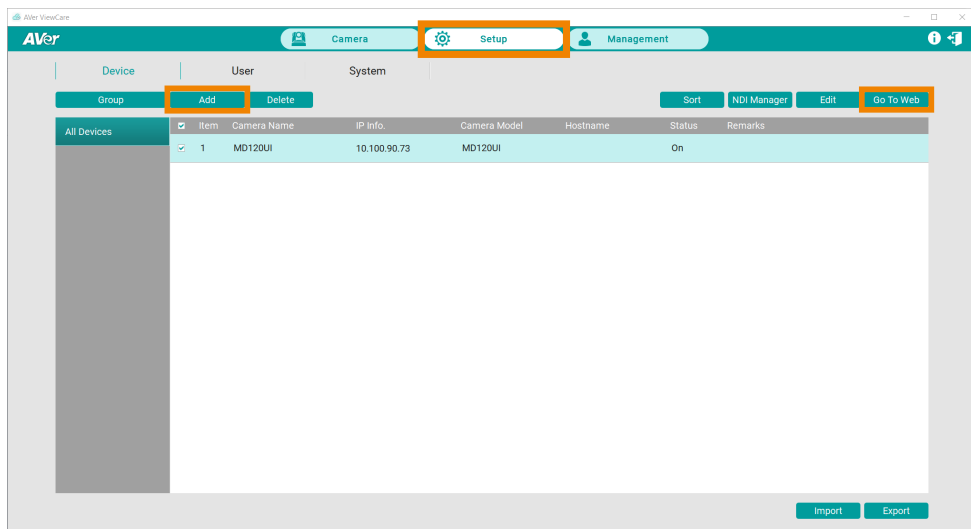 AVer ViewCare
AVer Camera Setup Management
Device User System
Group Add Delete Sort NDI Manager Edit Go To Web
All Devices Item Camera Name IP Info. Camera Model Hostname Status Remarks
1 MD120UI 10.100.90.73 MD120UI On
Import Export